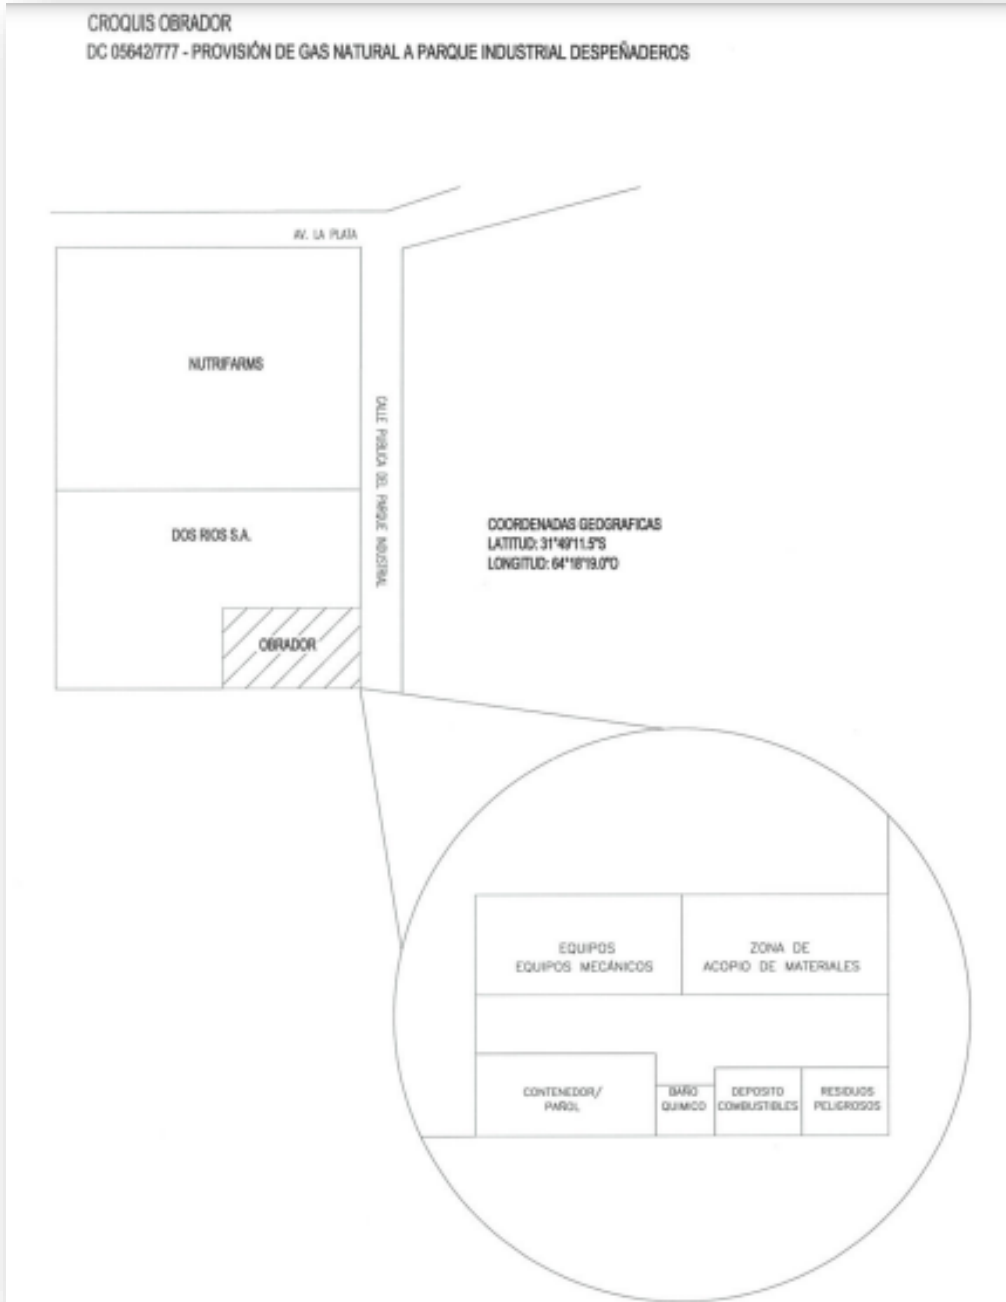 CROQUIS OBRADOR
DC 05642/777 - PROVISIÓN DE GAS NATURAL A PARQUE INDUSTRIAL DESPEÑADEROS
AV. LA PLATA
NUTRIFARMS
CALLE PUBLICA DEL PARQUE INDUSTRIAL
DOS RIOS S.A.
COORDENADAS GEOGRAFICAS
LATITUD: 31°49'11.5"S
LONGITUD: 64°18'19.0"O
OBRADOR
EQUIPOS
EQUIPOS MECÁNICOS
ZONA DE
ACOPIO DE MATERIALES
CONTENEDOR/
PAÑOL
BAÑO
QUIMICO
DEPOSITO
COMBUSTIBLES
RESIDUOS
PELIGROSOS